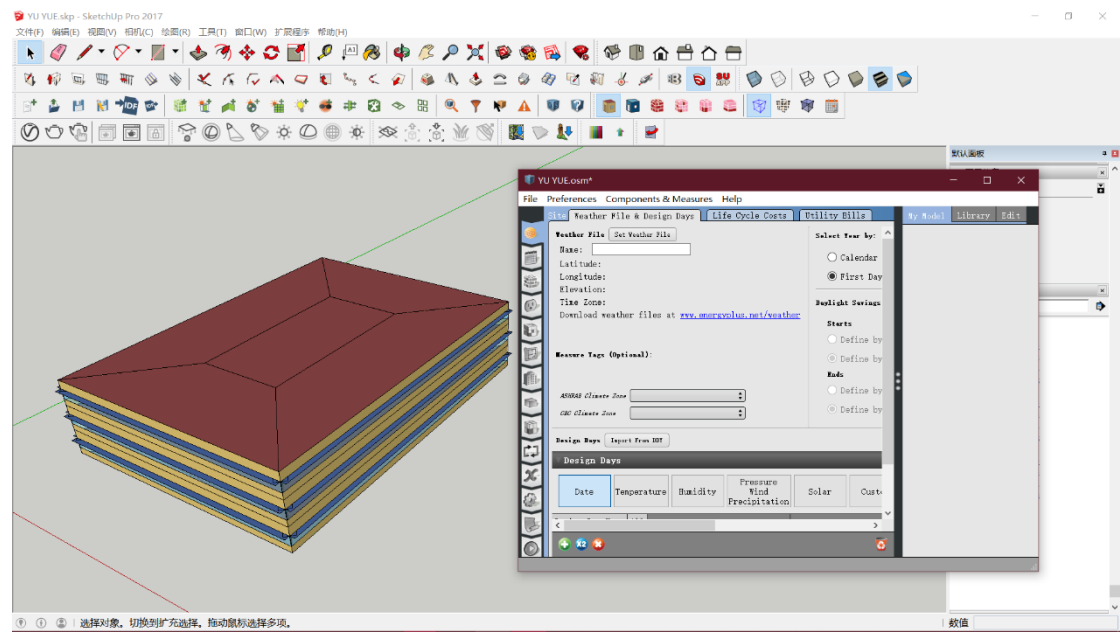 YU YUE.skp - SketchUp Pro 2017
文件(F) 编辑(E) 视图(V) 相机(C) 绘图(R) 工具(T) 窗口(W) 扩展程序 帮助(H)
IDF
默认面板
YU YUE.osm*
File Preferences Components & Measures Help
Site Weather File & Design Days Life Cycle Costs Utility Bills My Model Library Edit
Weather File Set Weather File
Select Year by:
Name:
Calendar
Latitude:
Longitude:
First Day
Elevation:
Time Zone:
Daylight Savings
Download weather files at www.energyplus.net/weather
Starts
Define by
Measure Tags (Optional):
Define by
Ends
Define by
ASHRAE Climate Zone
CEC Climate Zone
Define by
Design Days Import From DDY
Design Days
Date Temperature Humidity Pressure Wind Precipitation Solar Custo
X2
选择对象。切换到扩充选择。拖动鼠标选择多项。
数值